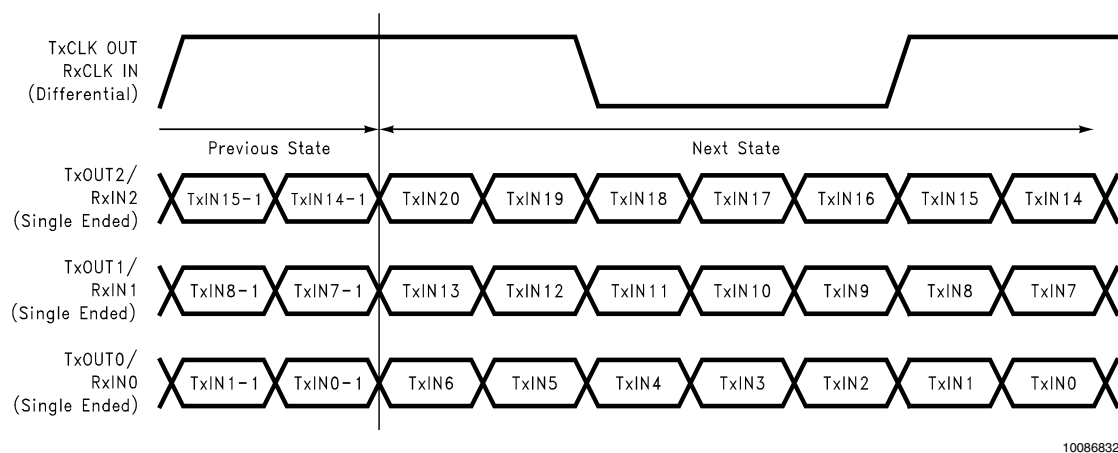 TxCLK OUT
RxCLK IN
(Differential)
Previous State
Next State
TxOUT2/
RxIN2
(Single Ended)
TxIN15-1 TxIN14-1 TxIN20 TxIN19 TxIN18 TxIN17 TxIN16 TxIN15 TxIN14
TxOUT1/
RxIN1
(Single Ended)
TxIN8-1 TxIN7-1 TxIN13 TxIN12 TxIN11 TxIN10 TxIN9 TxIN8 TxIN7
TxOUT0/
RxIN0
(Single Ended)
TxIN1-1 TxIN0-1 TxIN6 TxIN5 TxIN4 TxIN3 TxIN2 TxIN1 TxIN0
10086832